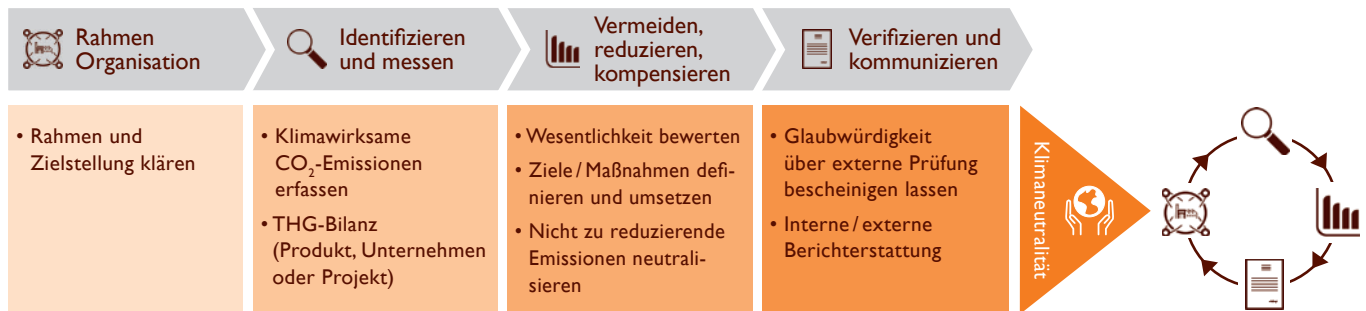 Rahmen
Organisation
Identifizieren
und messen
Vermeiden,
reduzieren,
kompensieren
Verifizieren und
kommunizieren
• Rahmen und
Zielstellung klären
• Klimawirksame
CO₂-Emissionen
erfassen
• THG-Bilanz
(Produkt, Unternehmen
oder Projekt)
• Wesentlichkeit bewerten
• Ziele/Maßnahmen defi-
nieren und umsetzen
• Nicht zu reduzierende
Emissionen neutrali-
sieren
• Glaubwürdigkeit
über externe Prüfung
bescheinigen lassen
• Interne/externe
Berichterstattung
Klimaneutralität